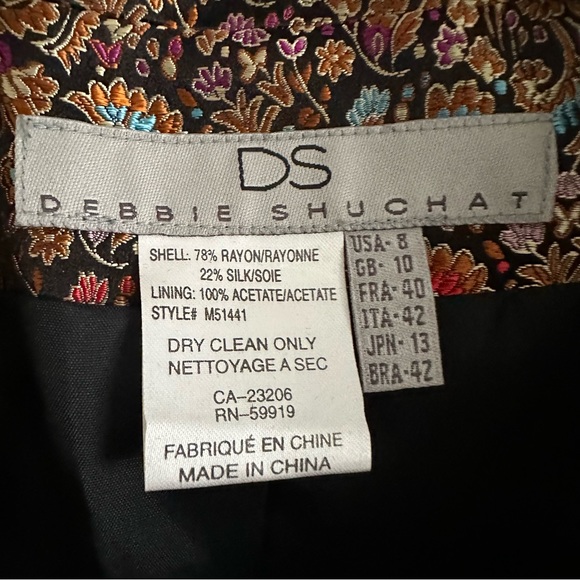 DS
DEBBIE SHUCHAT
SHELL: 78% RAYON/RAYONNE
22% SILK/SOIE
LINING: 100% ACETATE/ACETATE
STYLE# M51441
DRY CLEAN ONLY
NETTOYAGE A SEC
CA-23206
RN-59919
FABRIQUÉ EN CHINE
MADE IN CHINA
USA- 8
GB- 10
FRA-40
ITA-42
JPN- 13
BRA-42